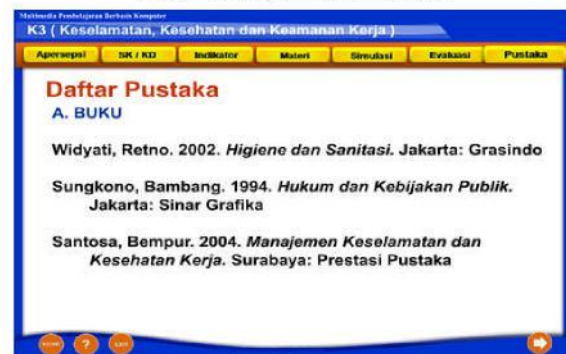 Multimedia Pembelajaran Berbasis Komputer
K3 ( Keselamatan, Kesehatan dan Keamanan Kerja )
Apersepsi SK / KD Indikator Materi Simulasi Evaluasi Pustaka
Daftar Pustaka
A. BUKU
Widyati, Retno. 2002. Higiene dan Sanitasi. Jakarta: Grasindo
Sungkono, Bambang. 1994. Hukum dan Kebijakan Publik.
Jakarta: Sinar Grafika
Santosa, Bempur. 2004. Manajemen Keselamatan dan
Kesehatan Kerja. Surabaya: Prestasi Pustaka
HOME ? EXIT